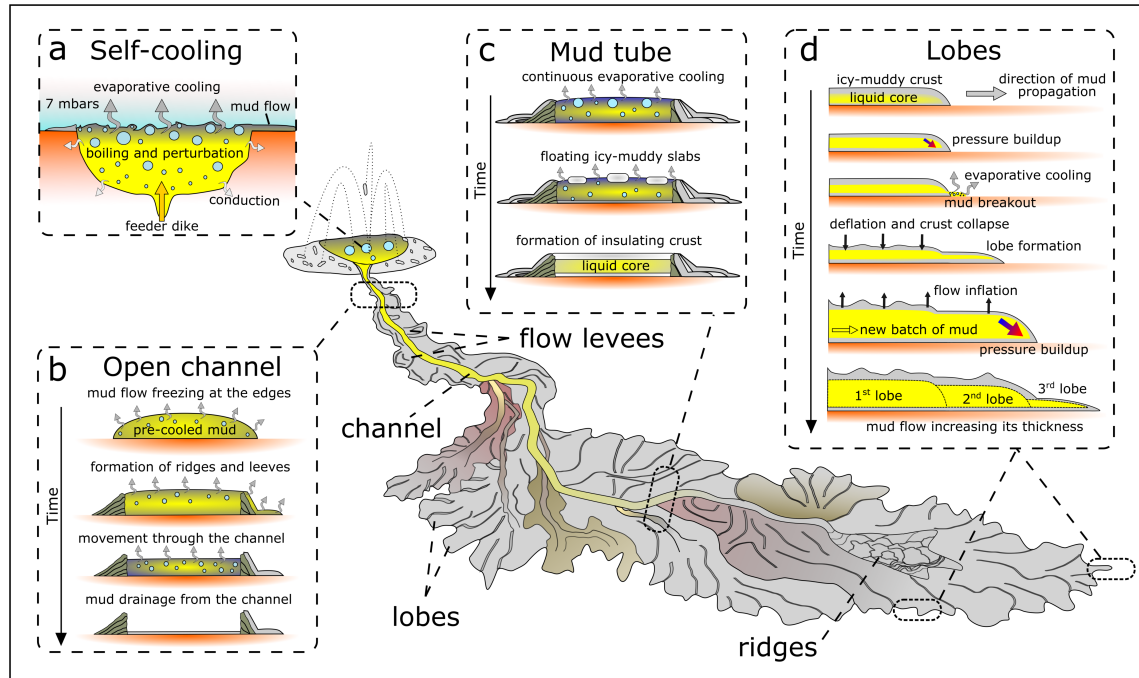 a Self-cooling
evaporative cooling
7 mbars
mud flow
boiling and perturbation
conduction
feeder dike
b Open channel
mud flow freezing at the edges
pre-cooled mud
formation of ridges and leeves
movement through the channel
mud drainage from the channel
Time
c Mud tube
continuous evaporative cooling
floating icy-muddy slabs
formation of insulating crust
liquid core
Time
d Lobes
icy-muddy crust
liquid core
direction of mud
propagation
pressure buildup
evaporative cooling
mud breakout
deflation and crust collapse
lobe formation
flow inflation
new batch of mud
pressure buildup
1st lobe
2nd lobe
3rd lobe
mud flow increasing its thickness
Time
flow levees
channel
lobes
ridges